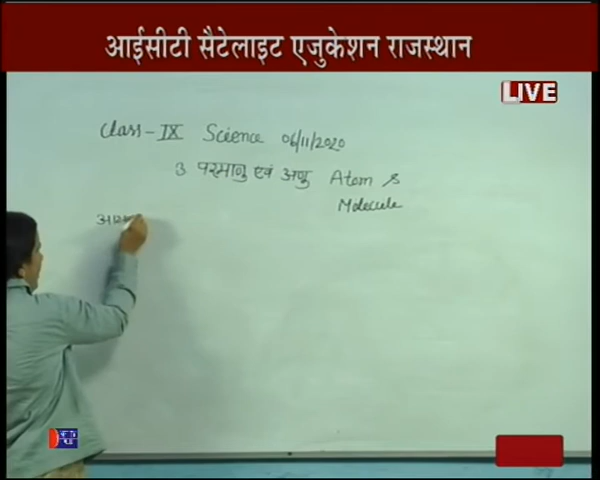 आईसीटी सैटेलाइट एजुकेशन राजस्थान
LIVE
Class - IX Science 06/11/2020
3 परमाणु एवं अणु Atom &
Molecule